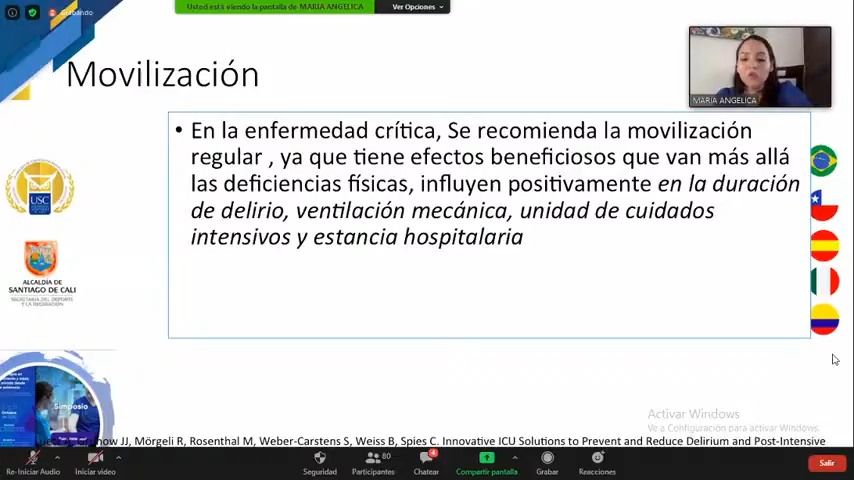 Grabando
Usted está viendo la pantalla de MARIA ANGELICA
Ver Opciones
Movilización
MARIA ANGELICA
• En la enfermedad crítica, Se recomienda la movilización
regular , ya que tiene efectos beneficiosos que van más allá
las deficiencias físicas, influyen positivamente en la duración
de delirio, ventilación mecánica, unidad de cuidados
intensivos y estancia hospitalaria
USC
ALCALDÍA DE
SANTIAGO DE CALI
SECRETARÍA DEL DEPORTE
Y LA RECREACIÓN
Simposio
Activar Windows
Ve a Configuración para activar Windows.
JJ, Mörgeli R, Rosenthal M, Weber-Carstens S, Weiss B, Spies C. Innovative ICU Solutions to Prevent and Reduce Delirium and Post-Intensive
Re-Iniciar Audio
Iniciar video
Seguridad
80
Participantes
4
Chatear
Compartir pantalla
Grabar
Reacciones
Salir